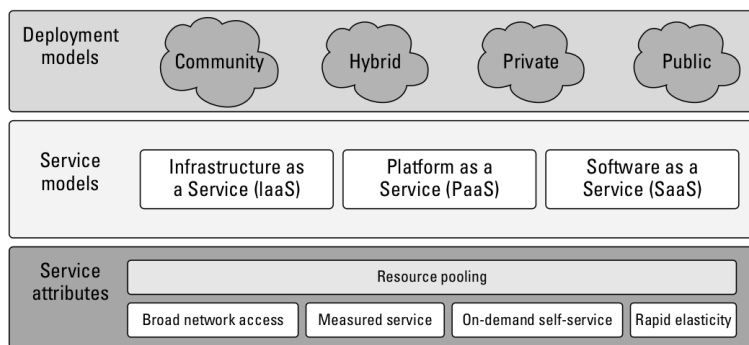 Deployment
models
Community
Hybrid
Private
Public
Service
models
Infrastructure as
a Service (IaaS)
Platform as a
Service (PaaS)
Software as a
Service (SaaS)
Service
attributes
Resource pooling
Broad network access
Measured service
On-demand self-service
Rapid elasticity